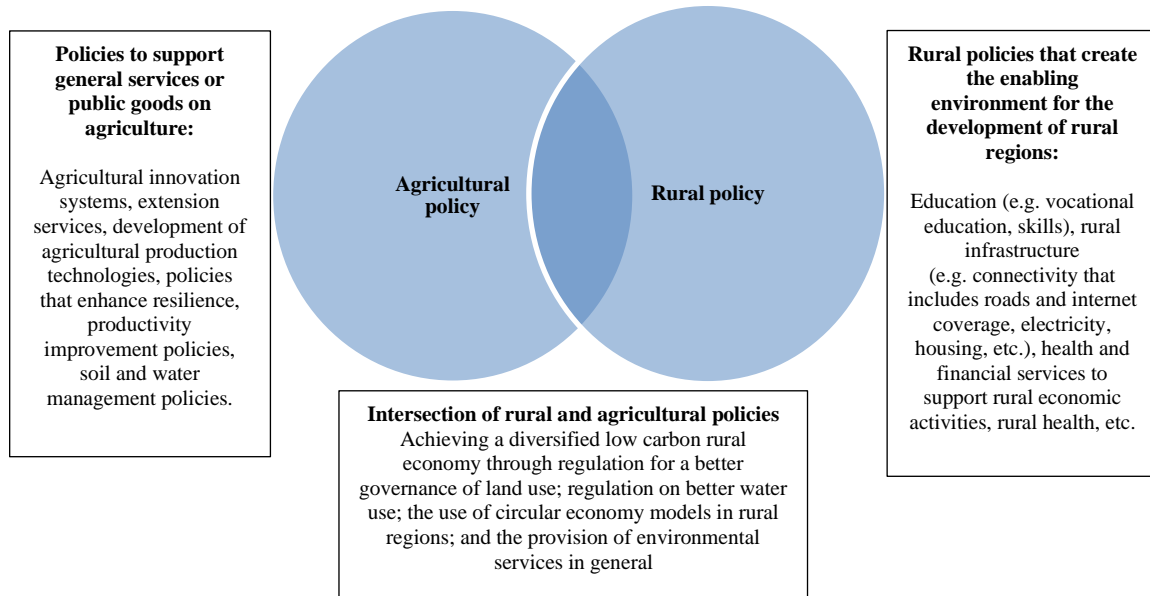 Policies to support
general services or
public goods on
agriculture:
Agricultural innovation
systems, extension
services, development of
agricultural production
technologies, policies
that enhance resilience,
productivity
improvement policies,
soil and water
management policies.
Agricultural
policy
Rural policy
Rural policies that create
the enabling
environment for the
development of rural
regions:
Education (e.g. vocational
education, skills), rural
infrastructure
(e.g. connectivity that
includes roads and internet
coverage, electricity,
housing, etc.), health and
financial services to
support rural economic
activities, rural health, etc.
Intersection of rural and agricultural policies
Achieving a diversified low carbon rural
economy through regulation for a better
governance of land use; regulation on better water
use; the use of circular economy models in rural
regions; and the provision of environmental
services in general